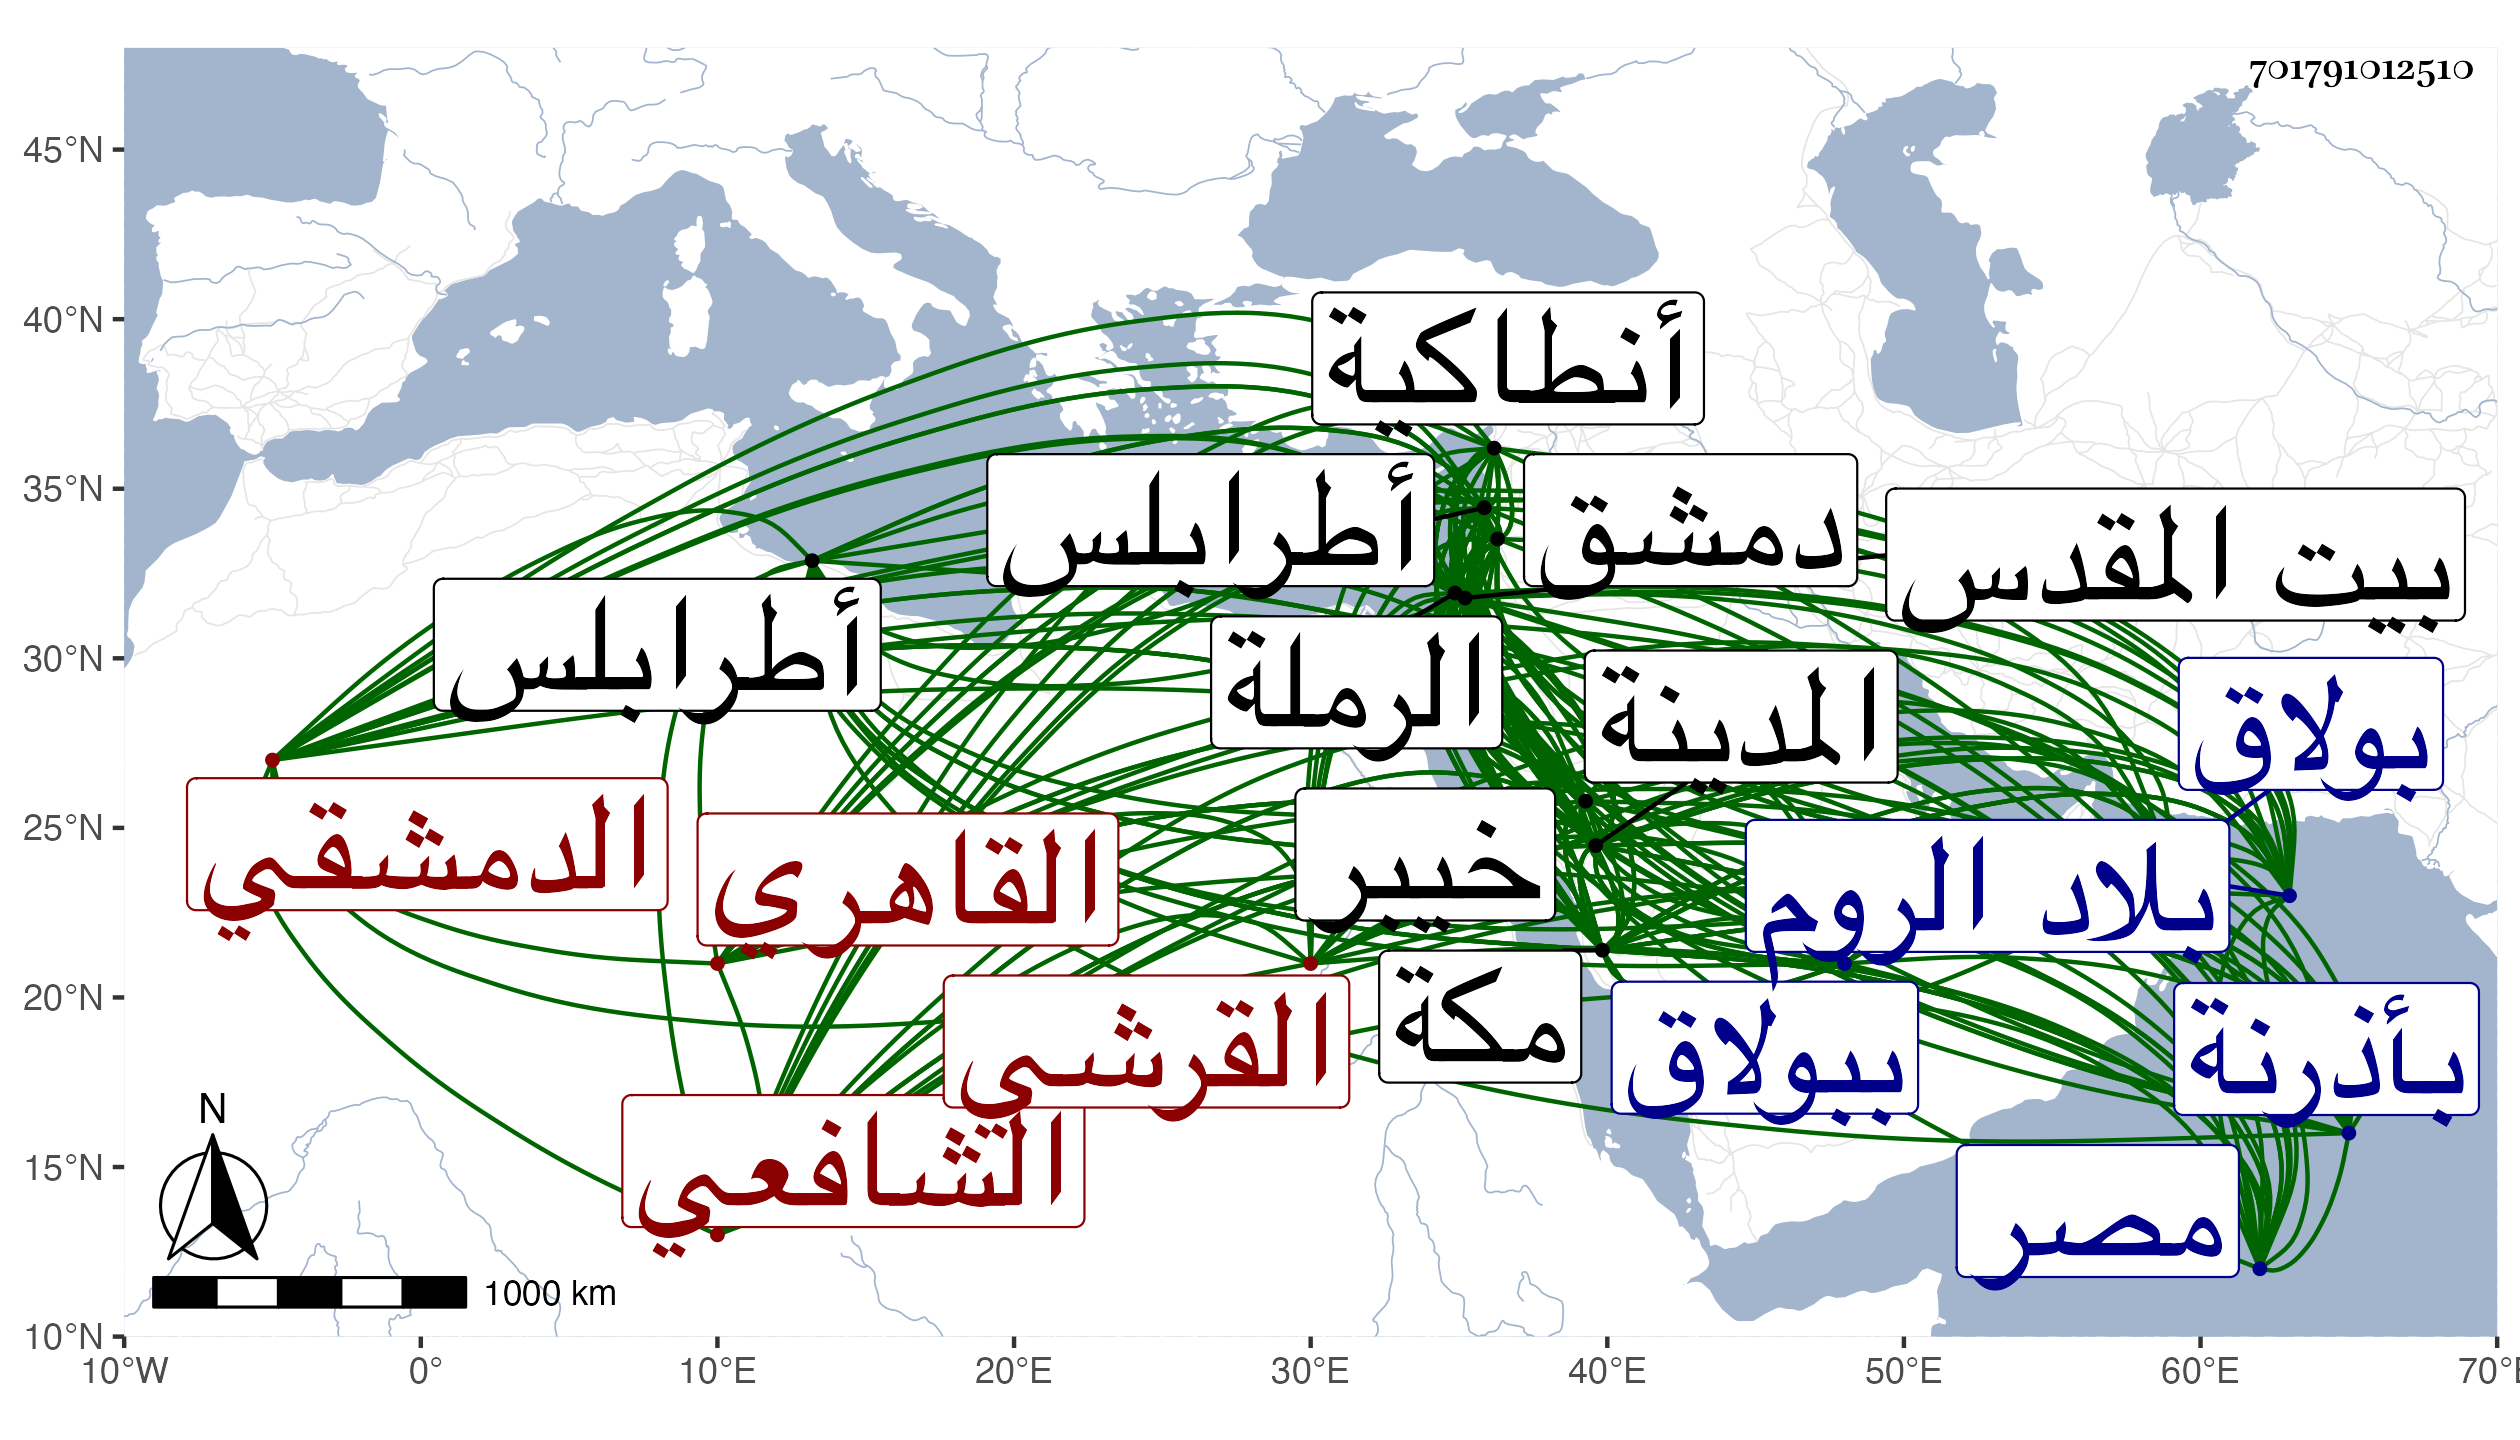 701791012510
45°N
40°N
35°N
30°N
25°N
20°N
15°N
10°N
10°W
0°
10°E
20°E
30°E
40°E
50°E
60°E
70°E
أنطاكية
أطرابلس
دمشق
بيت المقدس
أطرابلس
الرملة
المدينة
بولاق
الدمشقي
القاهري
خيبر
بلاد الروم
القرشي
مكة
ببولاق
بأذرنة
الشافعي
مصر
N
1000 km